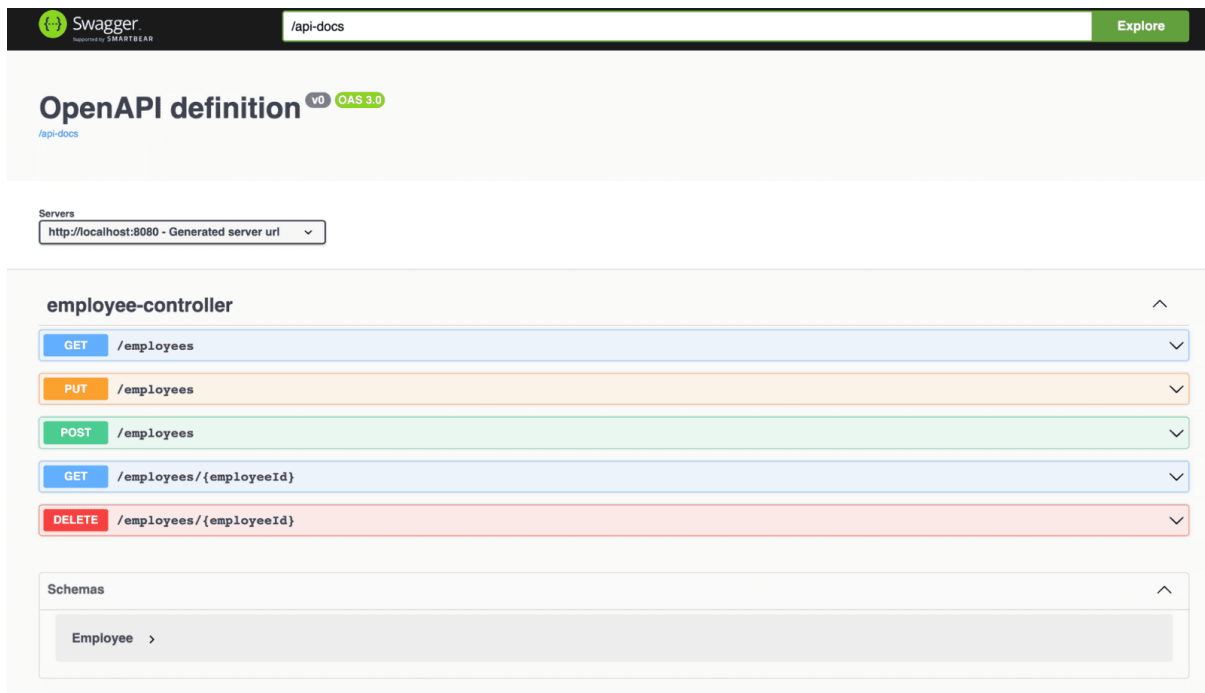 {···} Swagger.
Supported by SMARTBEAR
/api-docs
Explore
OpenAPI definition v0 OAS 3.0
/api-docs
Servers
http://localhost:8080 - Generated server url
employee-controller
GET /employees
PUT /employees
POST /employees
GET /employees/{employeeId}
DELETE /employees/{employeeId}
Schemas
Employee